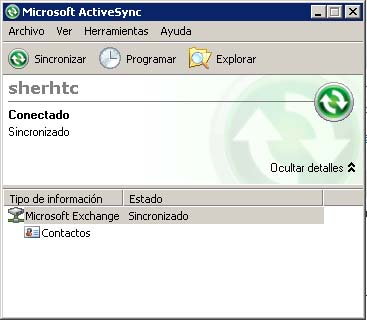 Microsoft ActiveSync
Archivo Ver Herramientas Ayuda
Sincronizar Programar Explorar
sherhtc
Conectado
Sincronizado
Ocultar detalles
Tipo de información Estado
Microsoft Exchange Sincronizado
Contactos